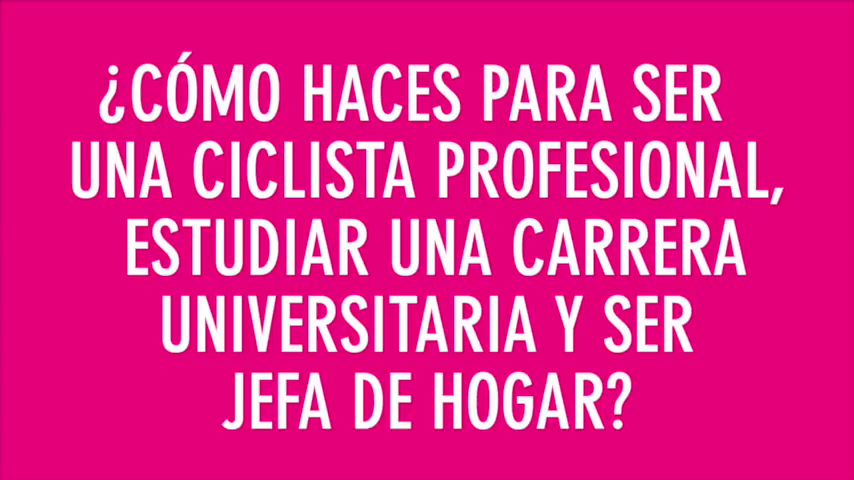 ¿CÓMO HACES PARA SER
UNA CICLISTA PROFESIONAL,
ESTUDIAR UNA CARRERA
UNIVERSITARIA Y SER
JEFA DE HOGAR?